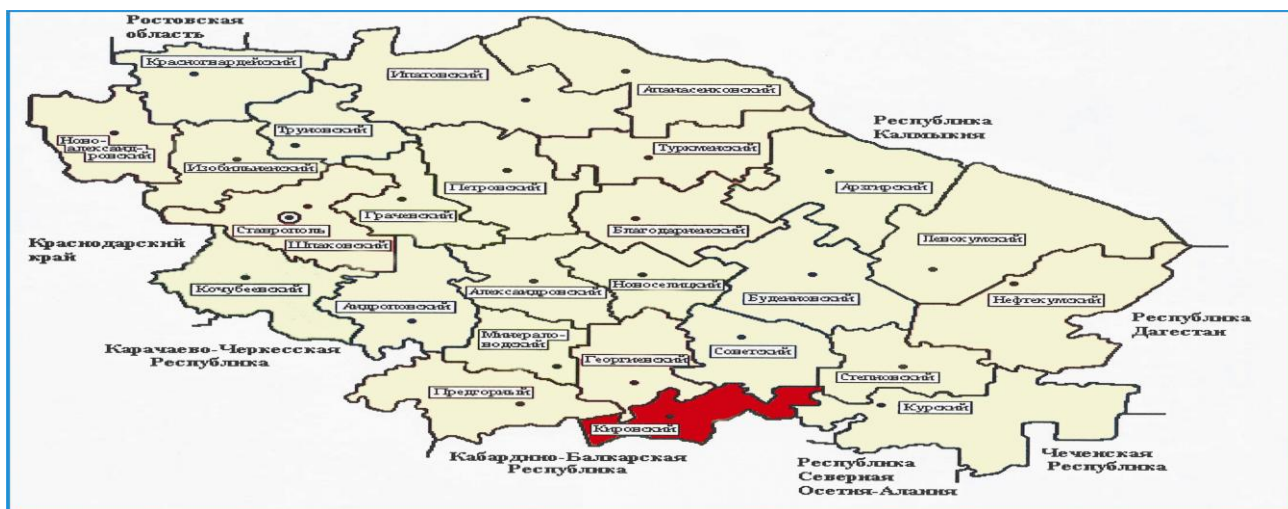 Ростовская
область
Красногвардейский
Ипатовский
Апанасенковский
Республика
Калмыкия
Ново-
александ-
ровский
Труновский
Изобильненский
Туркменский
Петровский
Арзгирский
Грачевский
Ставрополь
Шпаковский
Благодарненский
Левокумский
Краснодарский
край
Кочубеевский
Андроповский
Александровский
Новоселицкий
Буденновский
Нефтекумский
Республика
Дагестан
Карачаево-Черкесская
Республика
Минерало-
водский
Георгиевский
Советский
Степновский
Предгорный
Кировский
Курский
Кабардино-Балкарская
Республика
Республика
Северная
Осетия-Алания
Чеченская
Республика